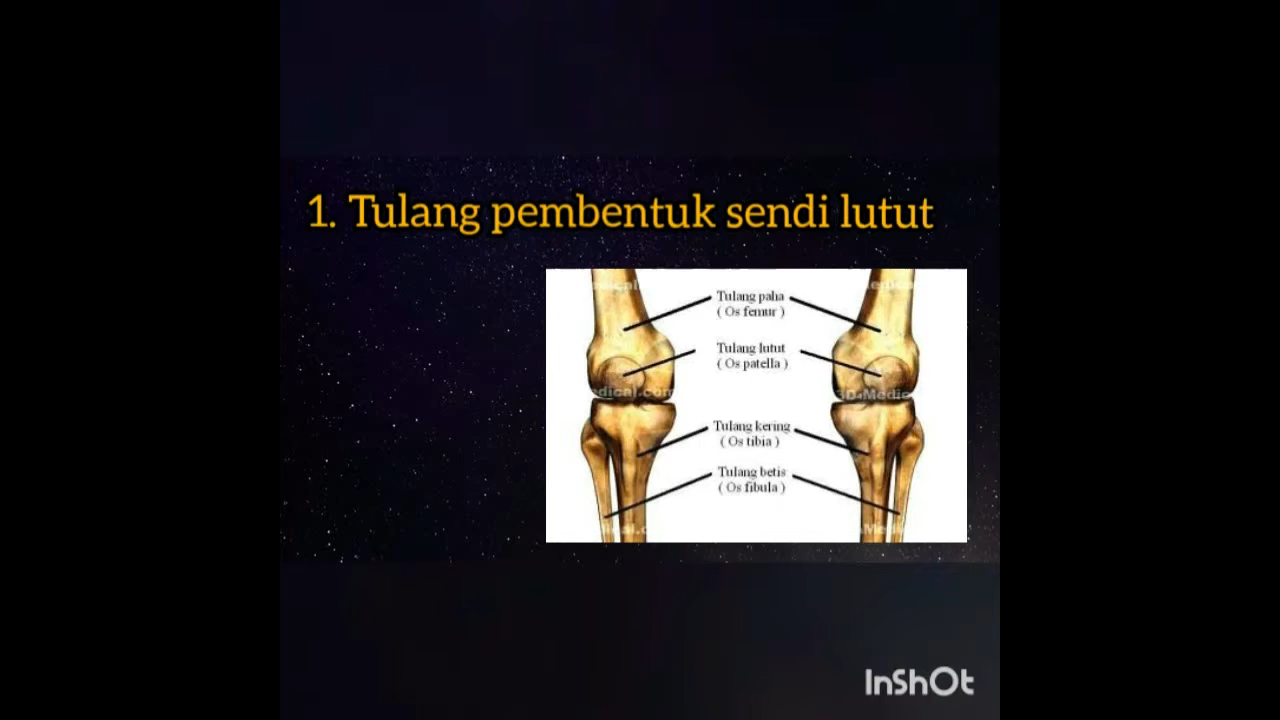 1. Tulang pembentuk sendi lutut
Tulang paha
( Os femur )
Tulang lutut
( Os patella )
Tulang kering
( Os tibia )
Tulang betis
( Os fibula )
InShOt